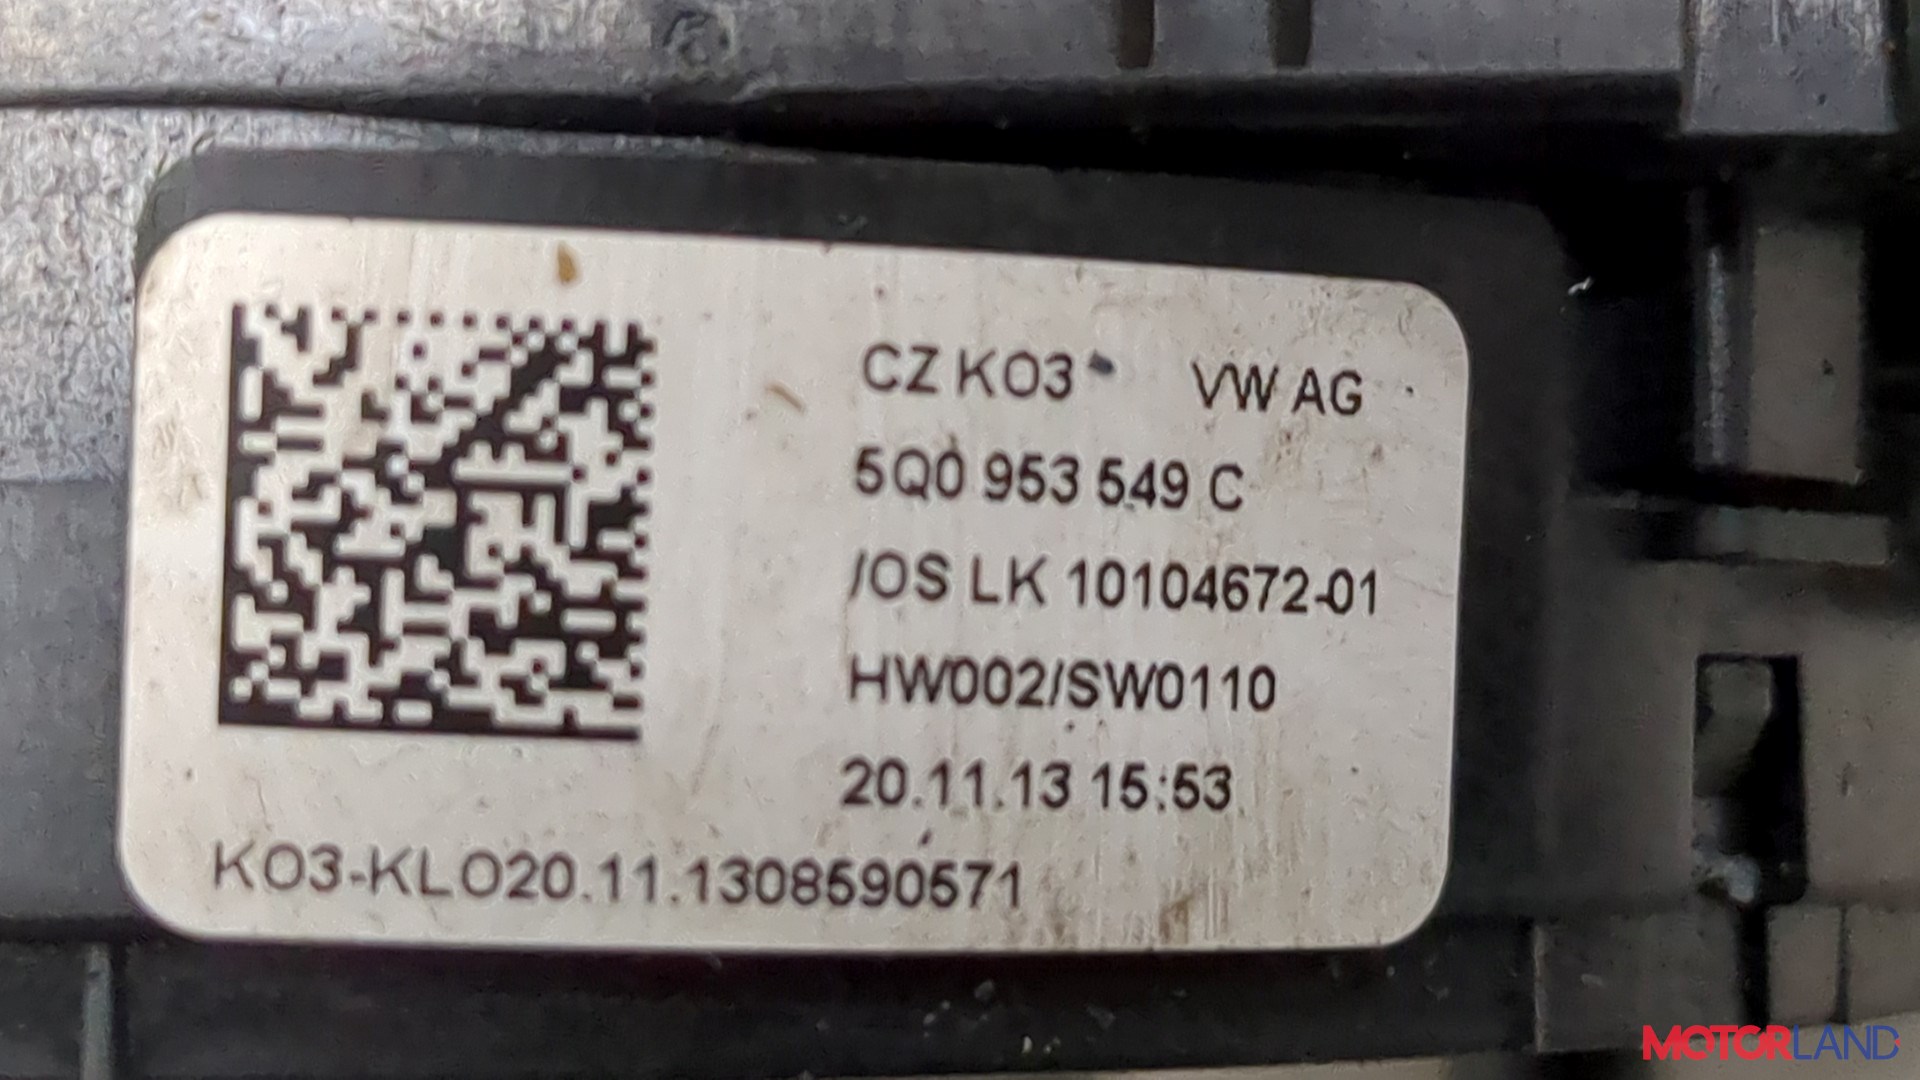 CZ KO3 VW AG
5Q0 953 549 C
/OS LK 10104672-01
HW002/SW0110
20.11.13 15:53
KO3-KLO20.11.1308590571
MOTORLAND